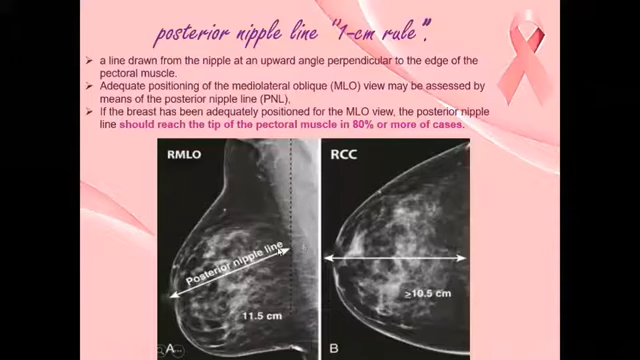 posterior nipple line "1-cm rule".
➢ a line drawn from the nipple at an upward angle perpendicular to the edge of the
pectoral muscle.
➢ Adequate positioning of the mediolateral oblique (MLO) view may be assessed by
means of the posterior nipple line (PNL),
➢ If the breast has been adequately positioned for the MLO view, the posterior nipple
line should reach the tip of the pectoral muscle in 80% or more of cases.
RMLO
RCC
Posterior nipple line
11.5 cm
≥10.5 cm
A
B